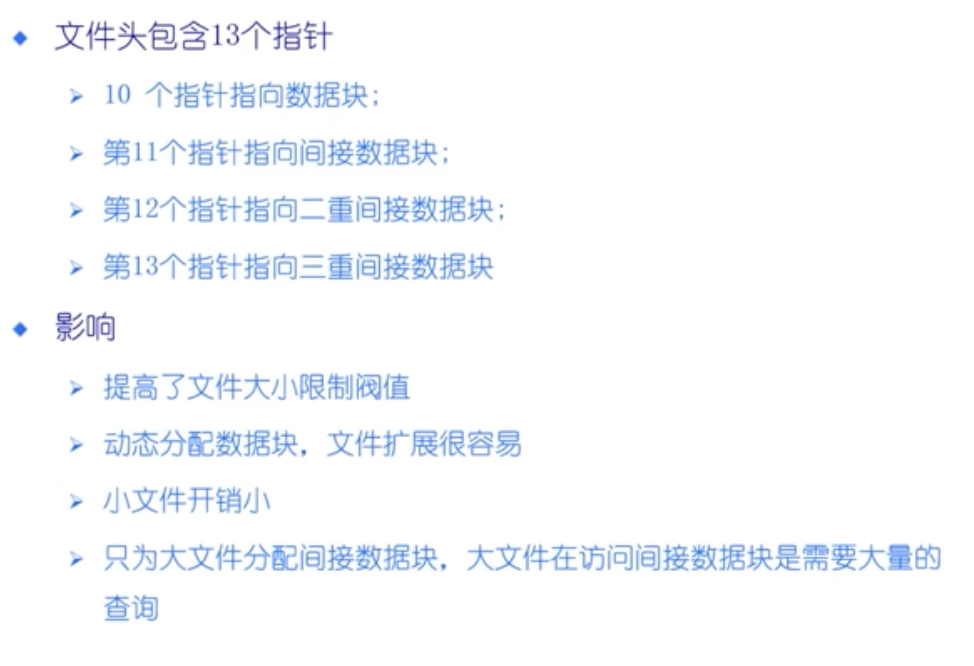 文件头包含13个指针
10 个指针指向数据块;
第11个指针指向间接数据块;
第12个指针指向二重间接数据块;
第13个指针指向三重间接数据块
影响
提高了文件大小限制阀值
动态分配数据块，文件扩展很容易
小文件开销小
只为大文件分配间接数据块，大文件在访问间接数据块是需要大量的
查询